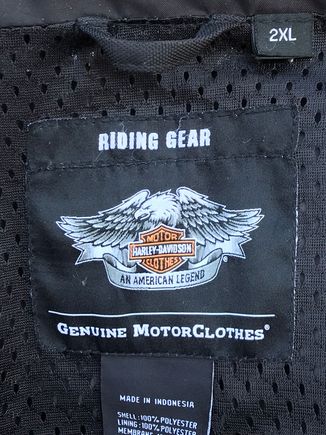 2XL
RIDING GEAR
MOTOR
HARLEY-DAVIDSON
CLOTHES
®
AN AMERICAN LEGEND
GENUINE MOTORCLOTHES®
MADE IN INDONESIA
SHELL: 100% POLYESTER
LINING: 100% POLYESTER